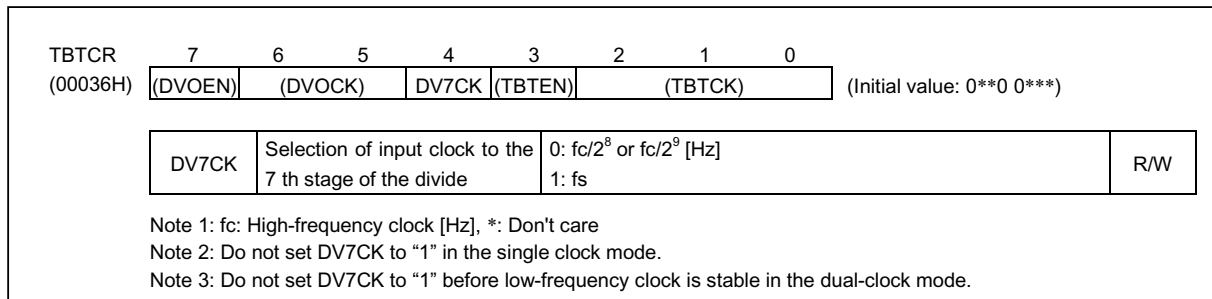 TBTCR 7 6 5 4 3 2 1 0
(00036H) (DVOEN) (DVOCK) DV7CK (TBTEN) (TBTCK) (Initial value: 0**0 0***)
DV7CK Selection of input clock to the 7 th stage of the divide 0: fc/2⁸ or fc/2⁹ [Hz] 1: fs R/W
Note 1: fc: High-frequency clock [Hz], *: Don't care
Note 2: Do not set DV7CK to “1” in the single clock mode.
Note 3: Do not set DV7CK to “1” before low-frequency clock is stable in the dual-clock mode.